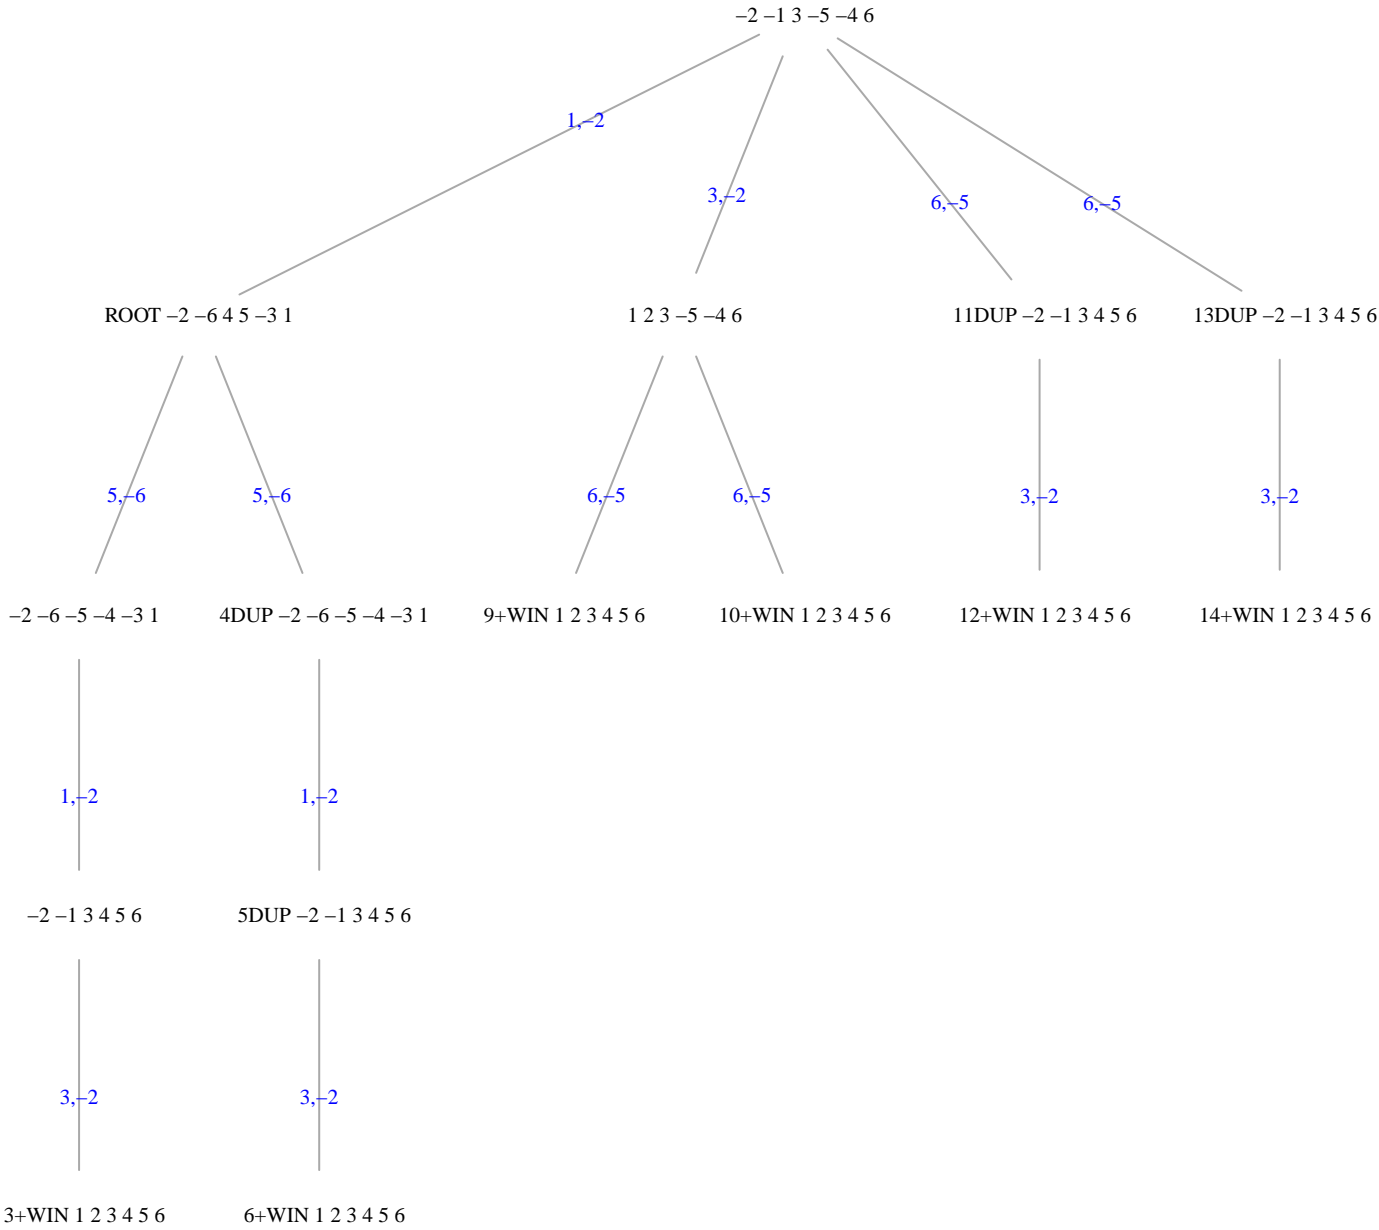 −2 −1 3 −5 −4 6
1,−2
3,−2
6,−5
6,−5
ROOT −2 −6 4 5 −3 1
1 2 3 −5 −4 6
11DUP −2 −1 3 4 5 6
13DUP −2 −1 3 4 5 6
5,−6
5,−6
6,−5
6,−5
3,−2
3,−2
−2 −6 −5 −4 −3 1
4DUP −2 −6 −5 −4 −3 1
9+WIN 1 2 3 4 5 6
10+WIN 1 2 3 4 5 6
12+WIN 1 2 3 4 5 6
14+WIN 1 2 3 4 5 6
1,−2
1,−2
−2 −1 3 4 5 6
5DUP −2 −1 3 4 5 6
3,−2
3,−2
3+WIN 1 2 3 4 5 6
6+WIN 1 2 3 4 5 6